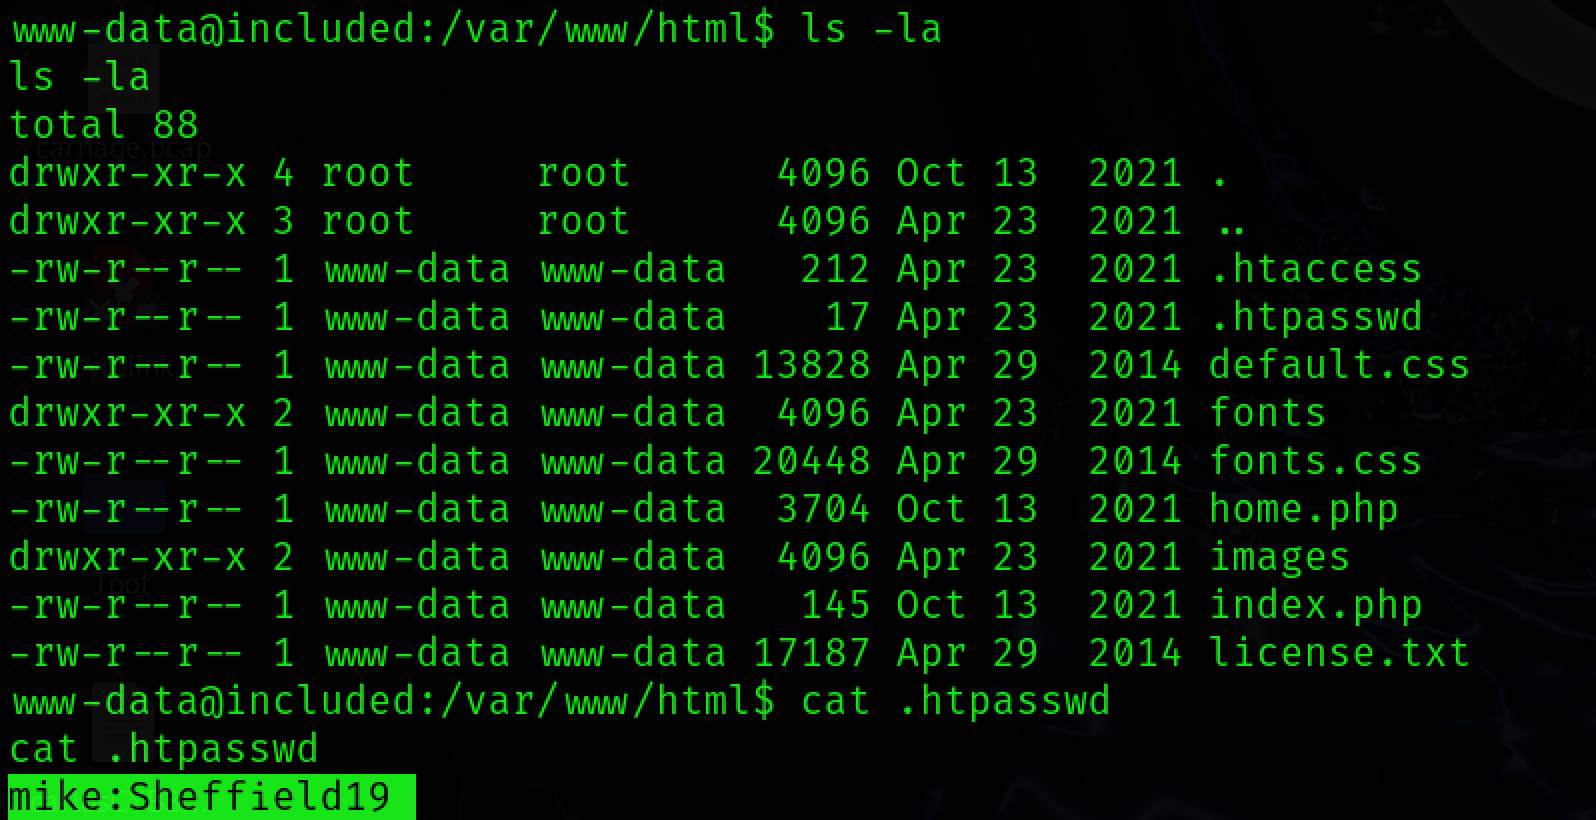 www-data@included:/var/www/html$ ls -la
ls -la
total 88
drwxr-xr-x 4 root     root      4096 Oct 13  2021 .
drwxr-xr-x 3 root     root      4096 Apr 23  2021 ..
-rw-r--r-- 1 www-data www-data   212 Apr 23  2021 .htaccess
-rw-r--r-- 1 www-data www-data    17 Apr 23  2021 .htpasswd
-rw-r--r-- 1 www-data www-data 13828 Apr 29  2014 default.css
drwxr-xr-x 2 www-data www-data  4096 Apr 23  2021 fonts
-rw-r--r-- 1 www-data www-data 20448 Apr 29  2014 fonts.css
-rw-r--r-- 1 www-data www-data  3704 Oct 13  2021 home.php
drwxr-xr-x 2 www-data www-data  4096 Apr 23  2021 images
-rw-r--r-- 1 www-data www-data   145 Oct 13  2021 index.php
-rw-r--r-- 1 www-data www-data 17187 Apr 29  2014 license.txt
www-data@included:/var/www/html$ cat .htpasswd
cat .htpasswd
mike:Sheffield19
carnage.pcap